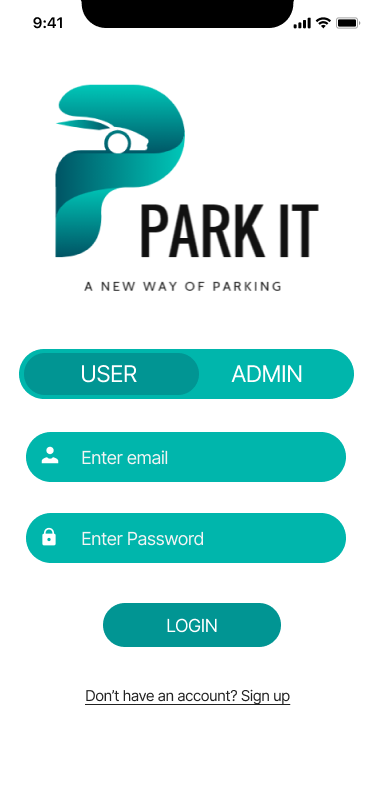 9:41
PARK IT
A NEW WAY OF PARKING
USER ADMIN
Enter email
Enter Password
LOGIN
Don't have an account? Sign up